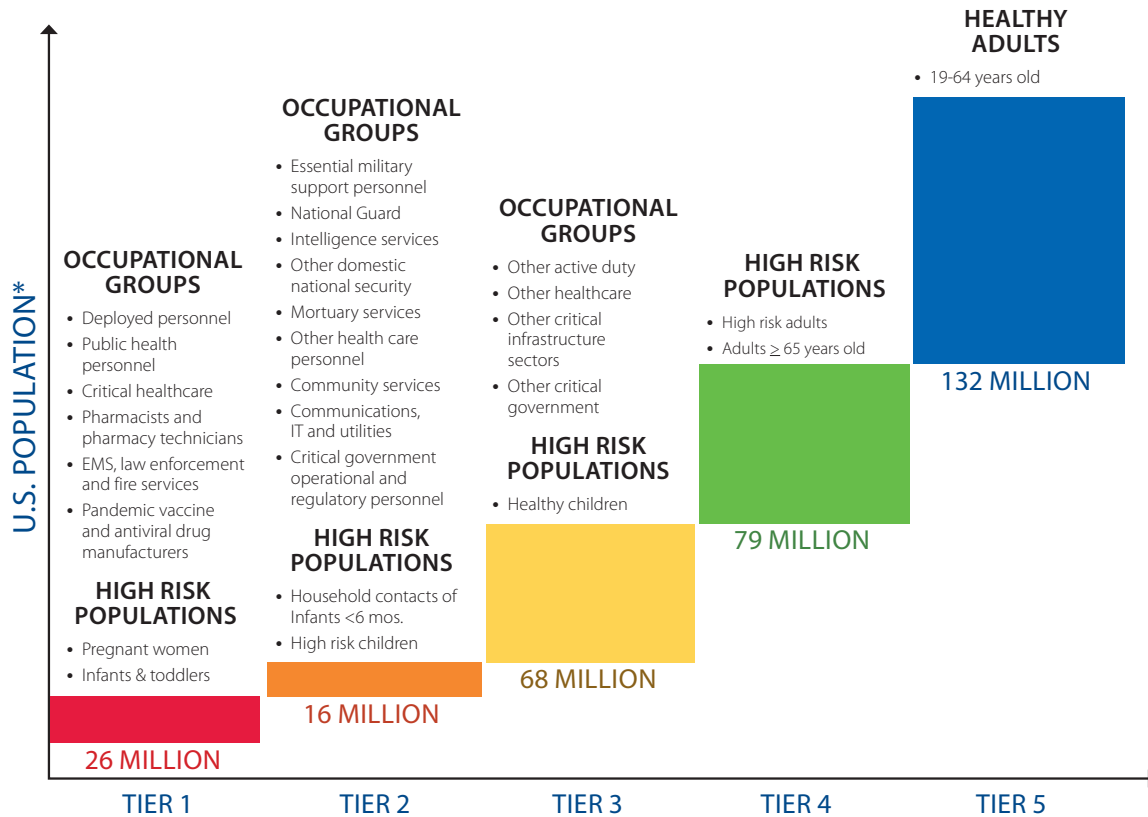 U.S. POPULATION*
OCCUPATIONAL
GROUPS
• Deployed personnel
• Public health
personnel
• Critical healthcare
• Pharmacists and
pharmacy technicians
• EMS, law enforcement
and fire services
• Pandemic vaccine
and antiviral drug
manufacturers
HIGH RISK
POPULATIONS
• Pregnant women
• Infants & toddlers
26 MILLION
TIER 1
OCCUPATIONAL
GROUPS
• Essential military
support personnel
• National Guard
• Intelligence services
• Other domestic
national security
• Mortuary services
• Other health care
personnel
• Community services
• Communications,
IT and utilities
• Critical government
operational and
regulatory personnel
HIGH RISK
POPULATIONS
• Household contacts of
Infants <6 mos.
• High risk children
16 MILLION
TIER 2
OCCUPATIONAL
GROUPS
• Other active duty
• Other healthcare
• Other critical
infrastructure
sectors
• Other critical
government
HIGH RISK
POPULATIONS
• Healthy children
68 MILLION
TIER 3
HIGH RISK
POPULATIONS
• High risk adults
• Adults ≥ 65 years old
79 MILLION
TIER 4
HEALTHY
ADULTS
• 19-64 years old
132 MILLION
TIER 5